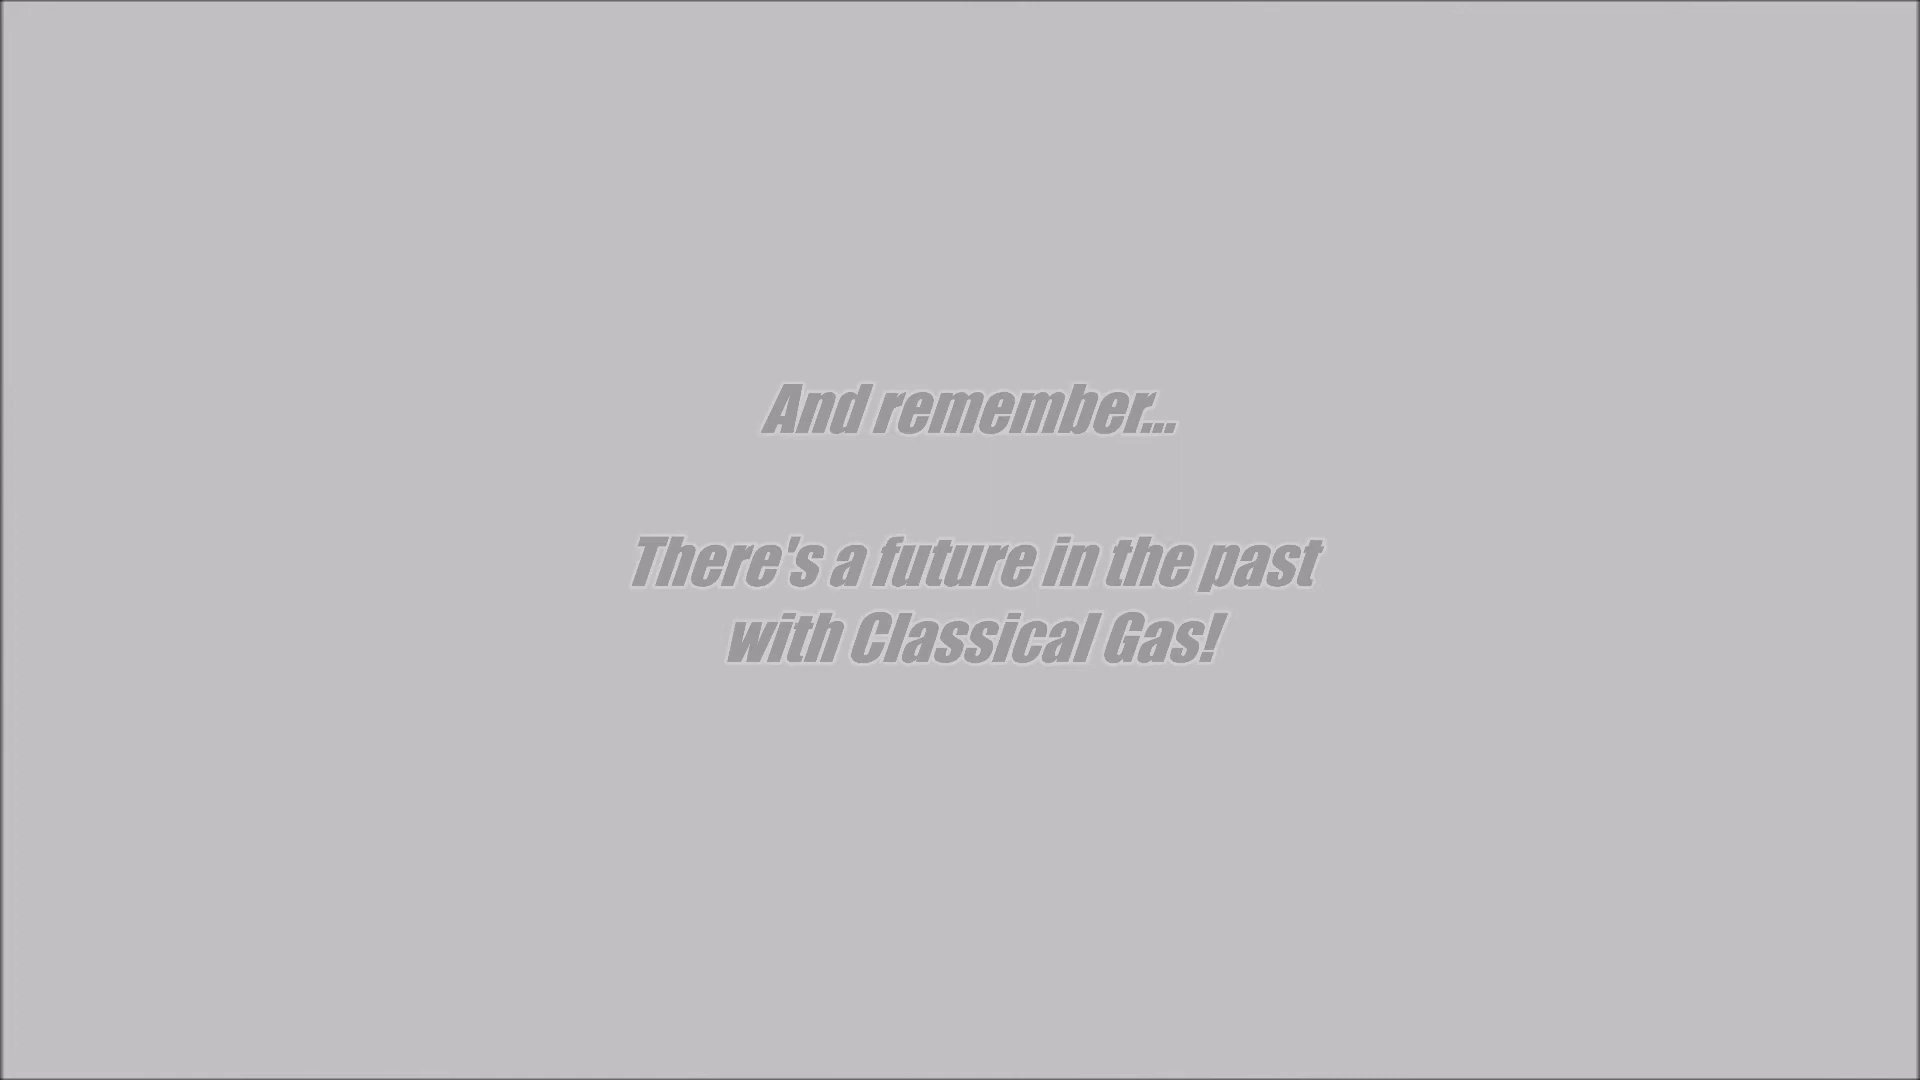 And remember...
There's a future in the past
with Classical Gas!